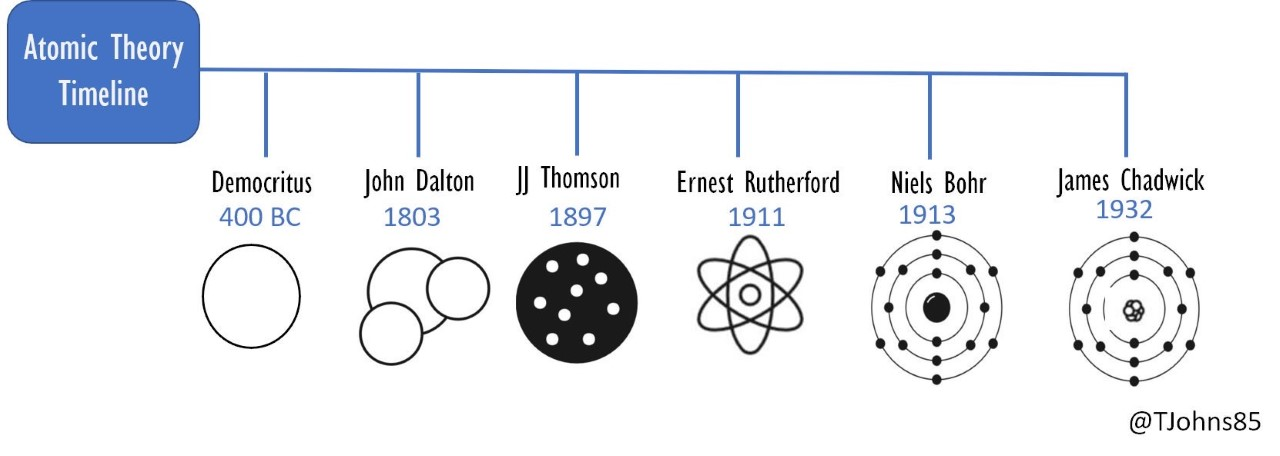 Atomic Theory
Timeline
Democritus
400 BC
John Dalton
1803
JJ Thomson
1897
Ernest Rutherford
1911
Niels Bohr
1913
James Chadwick
1932
@TJohns85